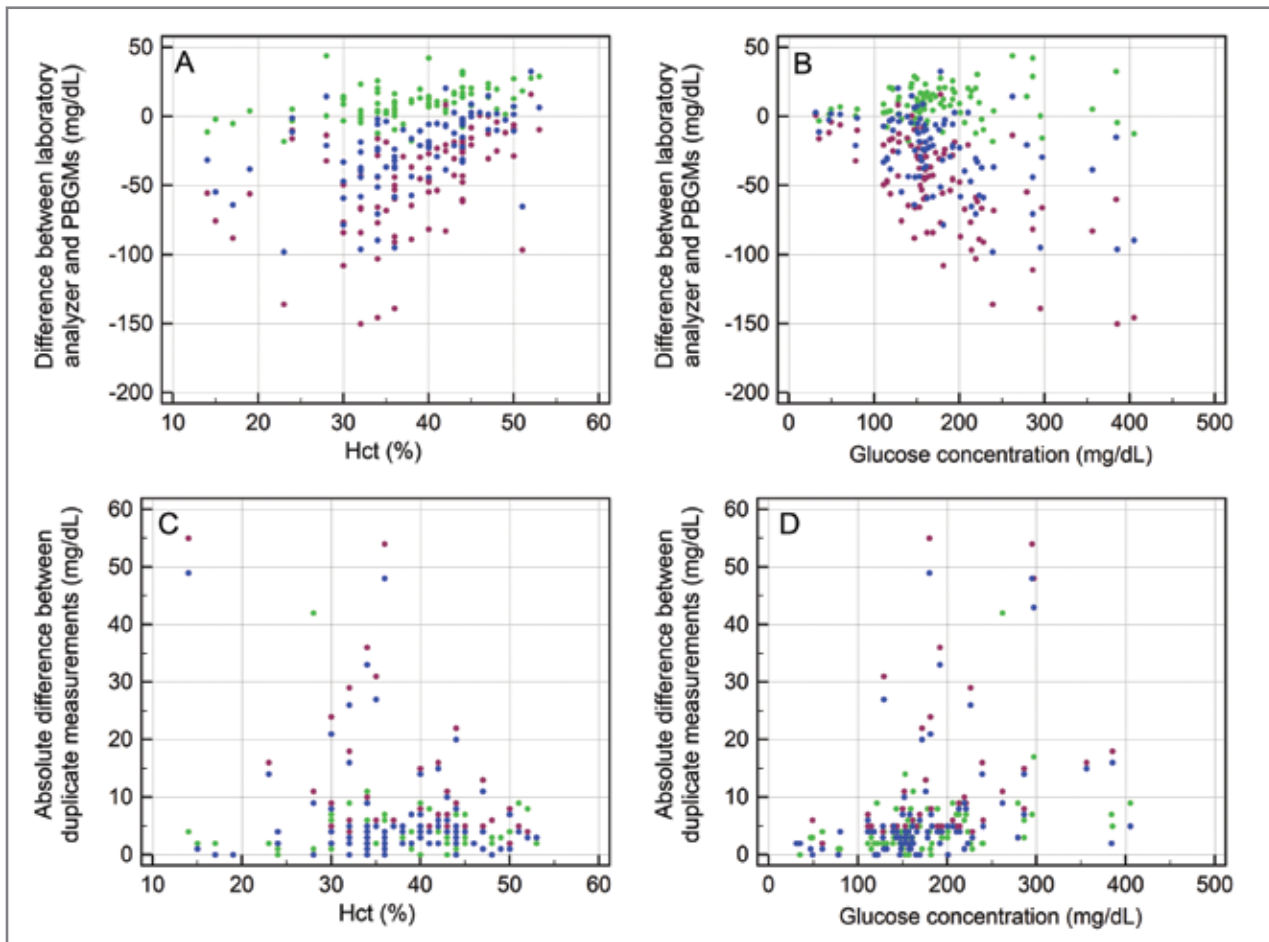 A
Difference between laboratory
analyzer and PBGMs (mg/dL)
50
0
-50
-100
-150
-200
10 20 30 40 50 60
Hct (%)
B
Difference between laboratory
analyzer and PBGMs (mg/dL)
50
0
-50
-100
-150
-200
0 100 200 300 400 500
Glucose concentration (mg/dL)
C
Absolute difference between
duplicate measurements (mg/dL)
60
50
40
30
20
10
0
10 20 30 40 50 60
Hct (%)
D
Absolute difference between
duplicate measurements (mg/dL)
60
50
40
30
20
10
0
0 100 200 300 400 500
Glucose concentration (mg/dL)